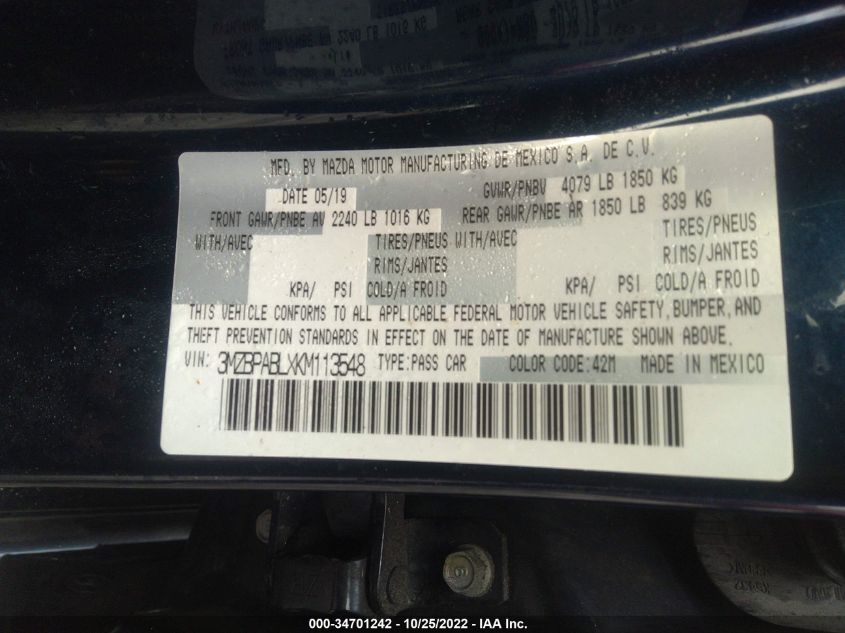 MFD. BY MAZDA MOTOR MANUFACTURING DE MEXICO S.A. DE C.V.
DATE 05/19 GVWR/PNBV 4079 LB 1850 KG
FRONT GAWR/PNBE AV 2240 LB 1016 KG REAR GAWR/PNBE AR 1850 LB 839 KG
WITH/AVEC TIRES/PNEUS WITH/AVEC TIRES/PNEUS
RIMS/JANTES RIMS/JANTES
KPA/ PSI COLD/A FROID KPA/ PSI COLD/A FROID
THIS VEHICLE CONFORMS TO ALL APPLICABLE FEDERAL MOTOR VEHICLE SAFETY, BUMPER, AND
THEFT PREVENTION STANDARDS IN EFFECT ON THE DATE OF MANUFACTURE SHOWN ABOVE.
VIN: 3MZBPABLXKM113548 TYPE:PASS CAR COLOR CODE:42M MADE IN MEXICO
000-34701242 - 10/25/2022 - IAA Inc.